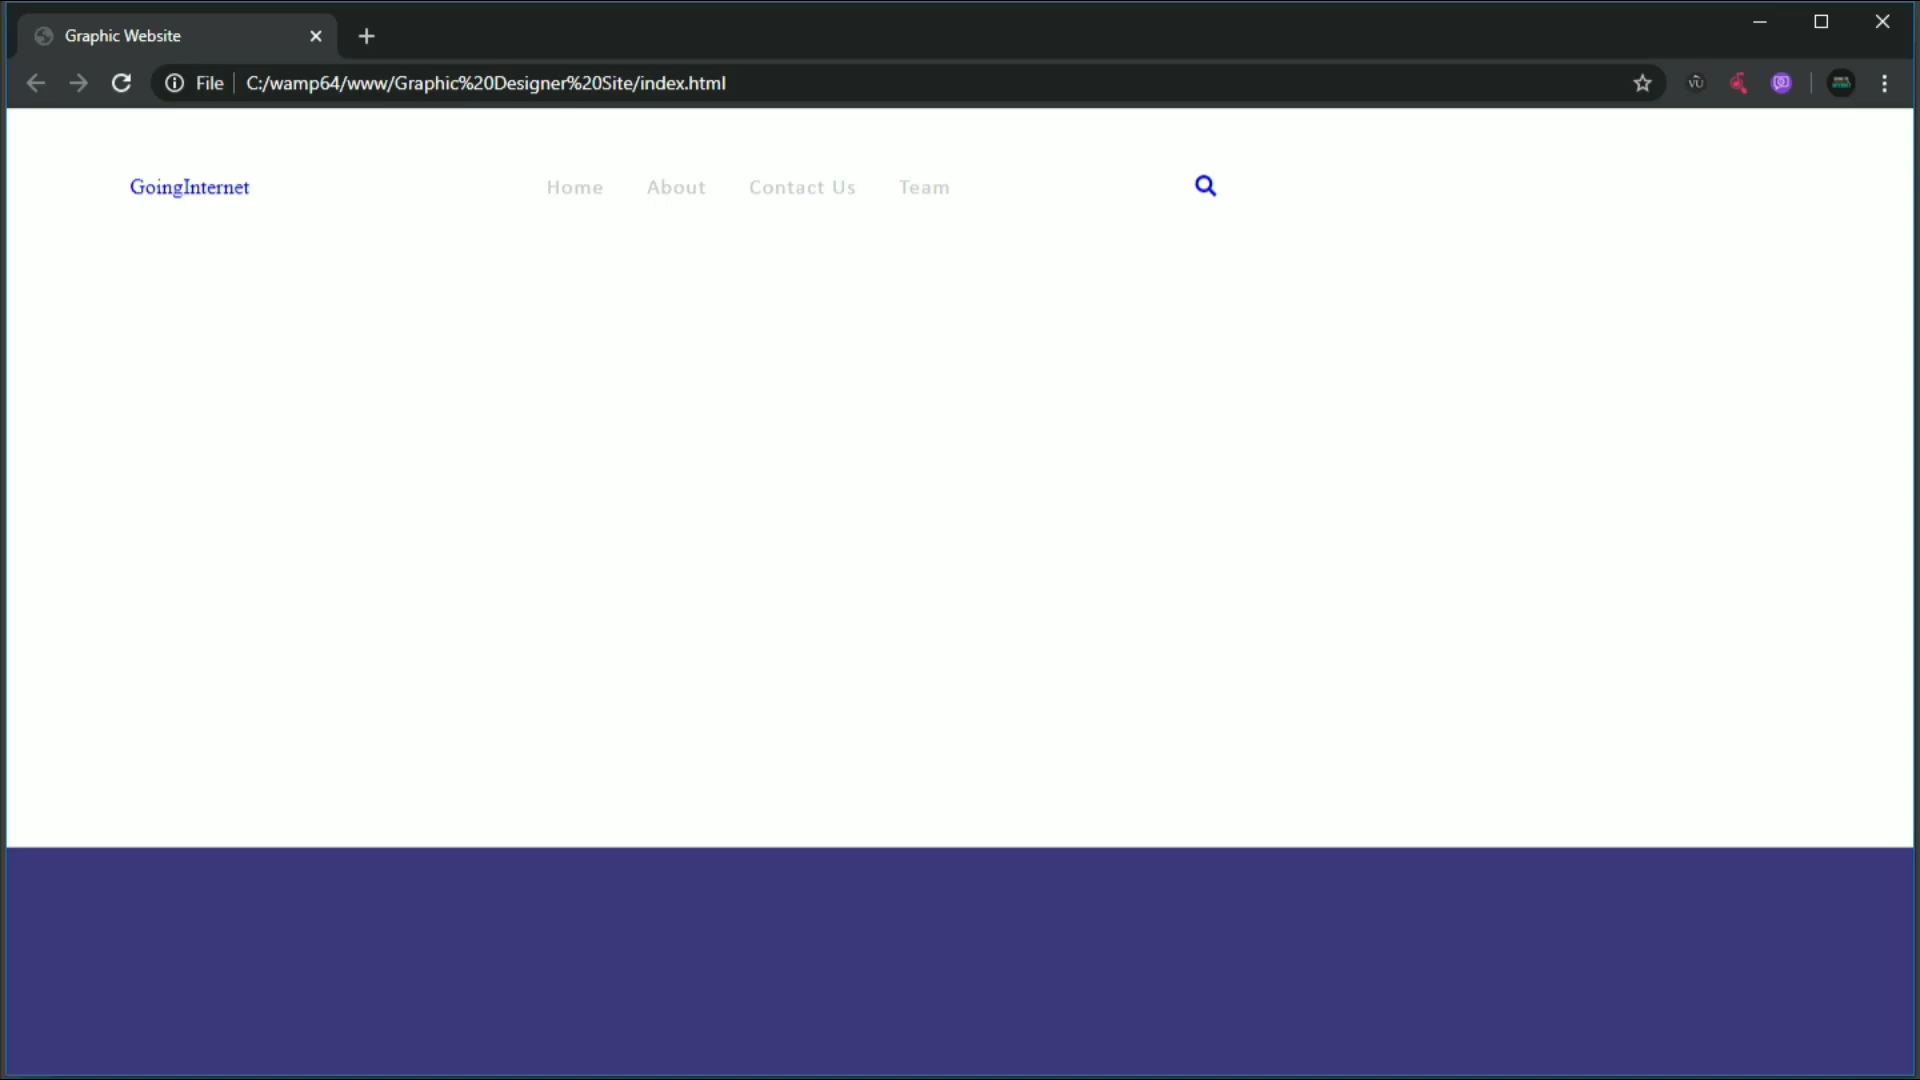 Graphic Website
File C:/wamp64/www/Graphic%20Designer%20Site/index.html
GoingInternet Home About Contact Us Team